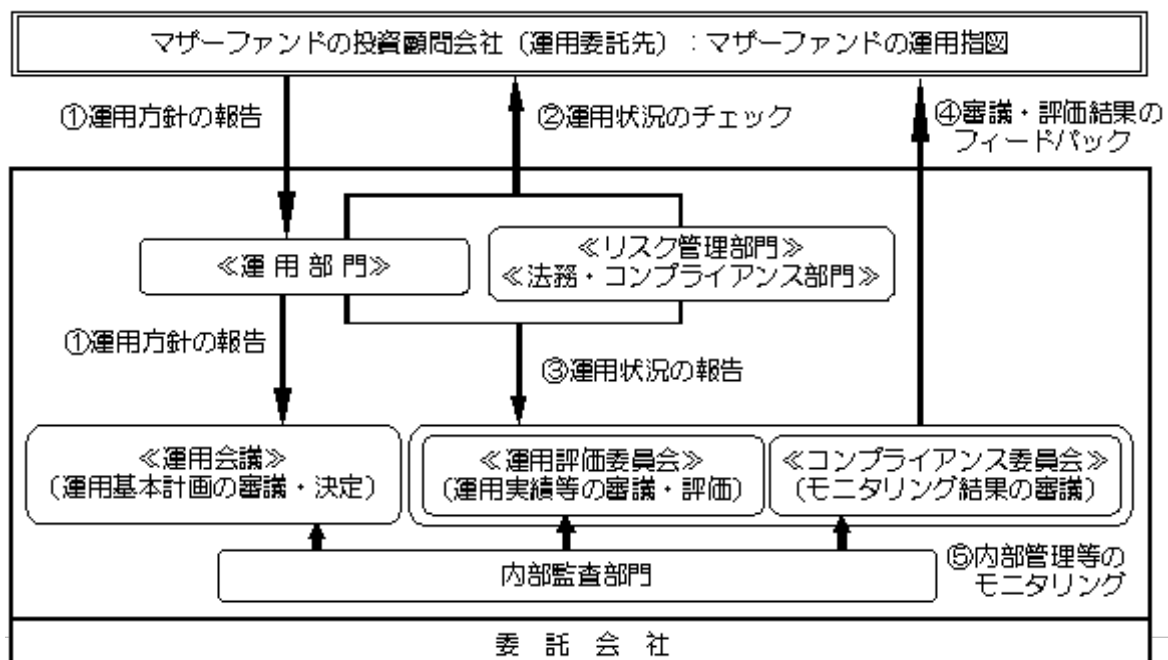 マザーファンドの投資顧問会社（運用委託先）：マザーファンドの運用指図
①運用方針の報告
②運用状況のチェック
④審議・評価結果の
フィードバック
≪運 用 部 門≫
≪リスク管理部門≫
≪法務・コンプライアンス部門≫
①運用方針の報告
③運用状況の報告
≪運用会議≫
（運用基本計画の審議・決定）
≪運用評価委員会≫
（運用実績等の審議・評価）
≪コンプライアンス委員会≫
（モニタリング結果の審議）
内部監査部門
⑤内部管理等の
モニタリング
委 託 会 社